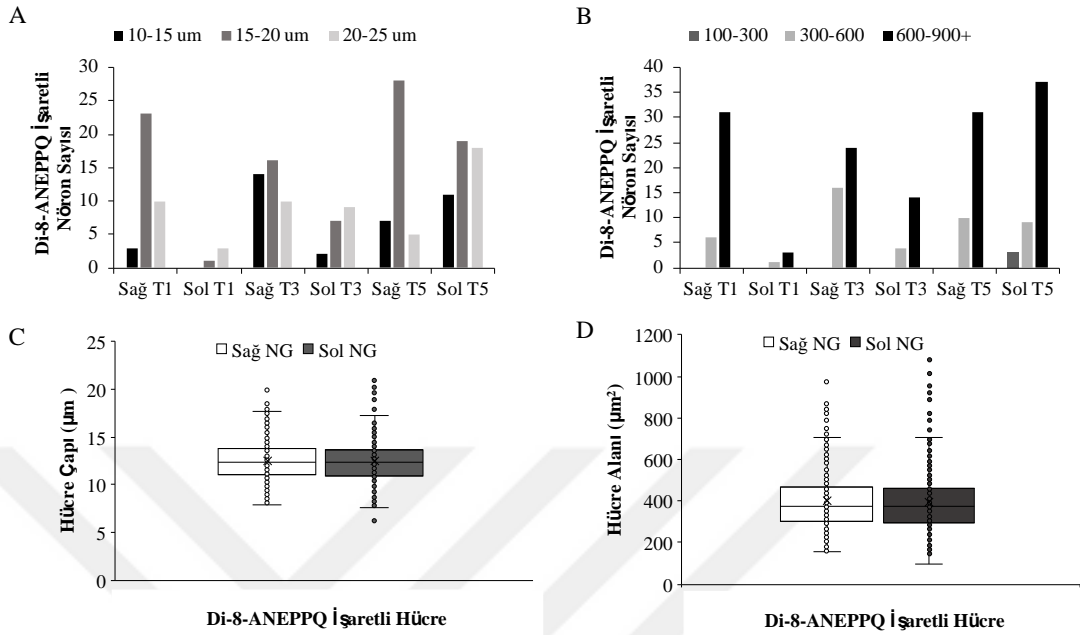 A
10-15 um 15-20 um 20-25 um
Di-8-ANEPPQ İşaretli
Nöron Sayısı
30
25
20
15
10
5
0
Sağ T1 Sol T1 Sağ T3 Sol T3 Sağ T5 Sol T5
B
100-300 300-600 600-900+
Di-8-ANEPPQ İşaretli
Nöron Sayısı
40
35
30
25
20
15
10
5
0
Sağ T1 Sol T1 Sağ T3 Sol T3 Sağ T5 Sol T5
C
Sağ NG Sol NG
Hücre Çapı (µm )
25
20
15
10
5
0
Di-8-ANEPPQ İşaretli Hücre
D
Sağ NG Sol NG
Hücre Alanı (µm²)
1200
1000
800
600
400
200
0
Di-8-ANEPPQ İşaretli Hücre